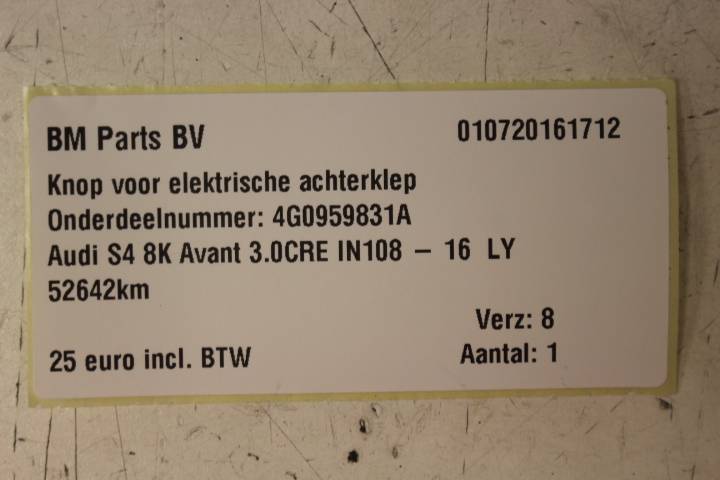 BM Parts BV 010720161712
Knop voor elektrische achterklep
Onderdeelnummer: 4G0959831A
Audi S4 8K Avant 3.0CRE IN108 – 16 LY
52642km
Verz: 8
25 euro incl. BTW Aantal: 1